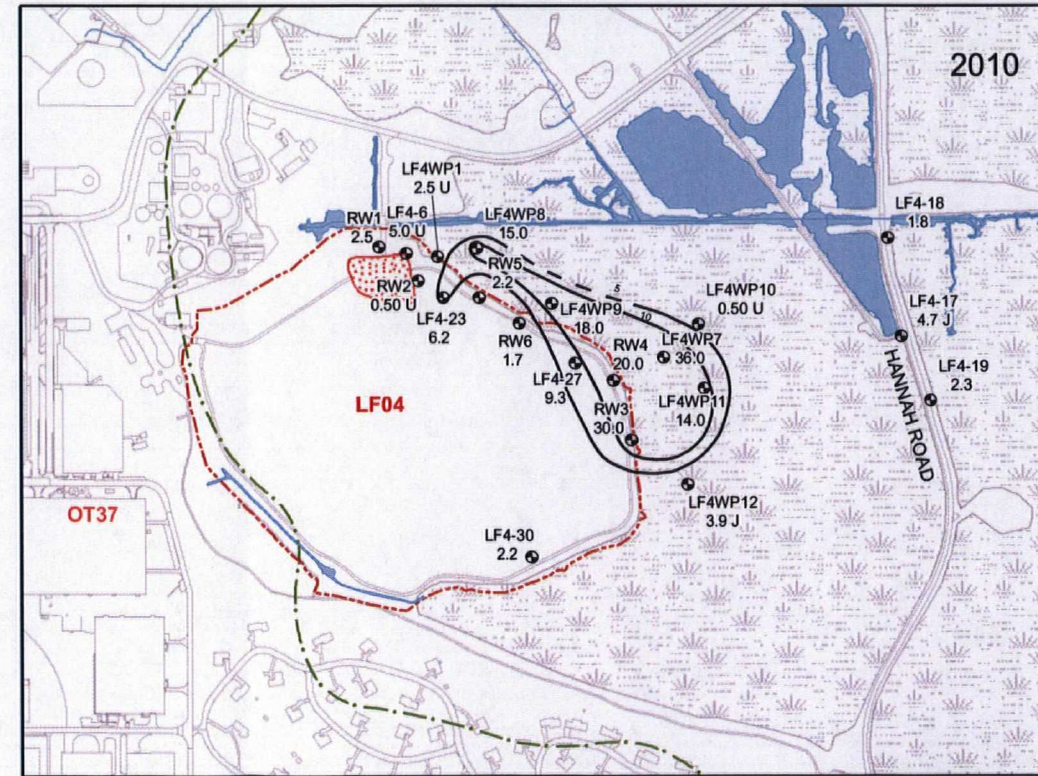 2010
LF4WP1
2.5 U
LF4-18
1.8
RW1
2.5
LF4-6
5.0 U
LF4WP8
15.0
RW5
2.2
5
10
LF4WP10
0.50 U
RW2
0.50 U
LF4-23
6.2
LF4WP9
18.0
RW6
1.7
RW4
20.0
LF4WP7
36.0
LF4-17
4.7 J
LF4-27
9.3
LF4WP11
14.0
LF4-19
2.3
LF04
RW3
30.0
HANNAH ROAD
LF4WP12
3.9 J
OT37
LF4-30
2.2